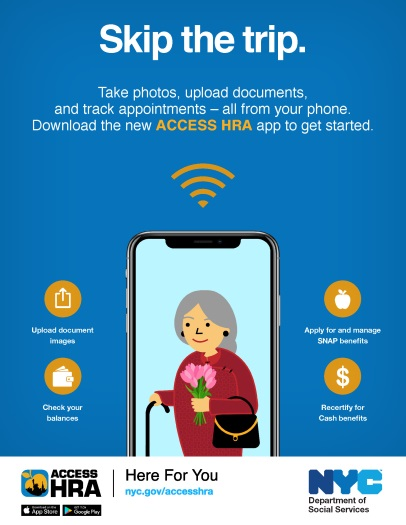 Skip the trip.
Take photos, upload documents,
and track appointments – all from your phone.
Download the new ACCESS HRA app to get started.
Upload document
images
Apply for and manage
SNAP benefits
Check your
balances
$
Recertify for
Cash benefits
ACCESS
HRA
Here For You
nyc.gov/accesshra
Download on the
App Store
GET IT ON
Google Play
NYC
Department of
Social Services